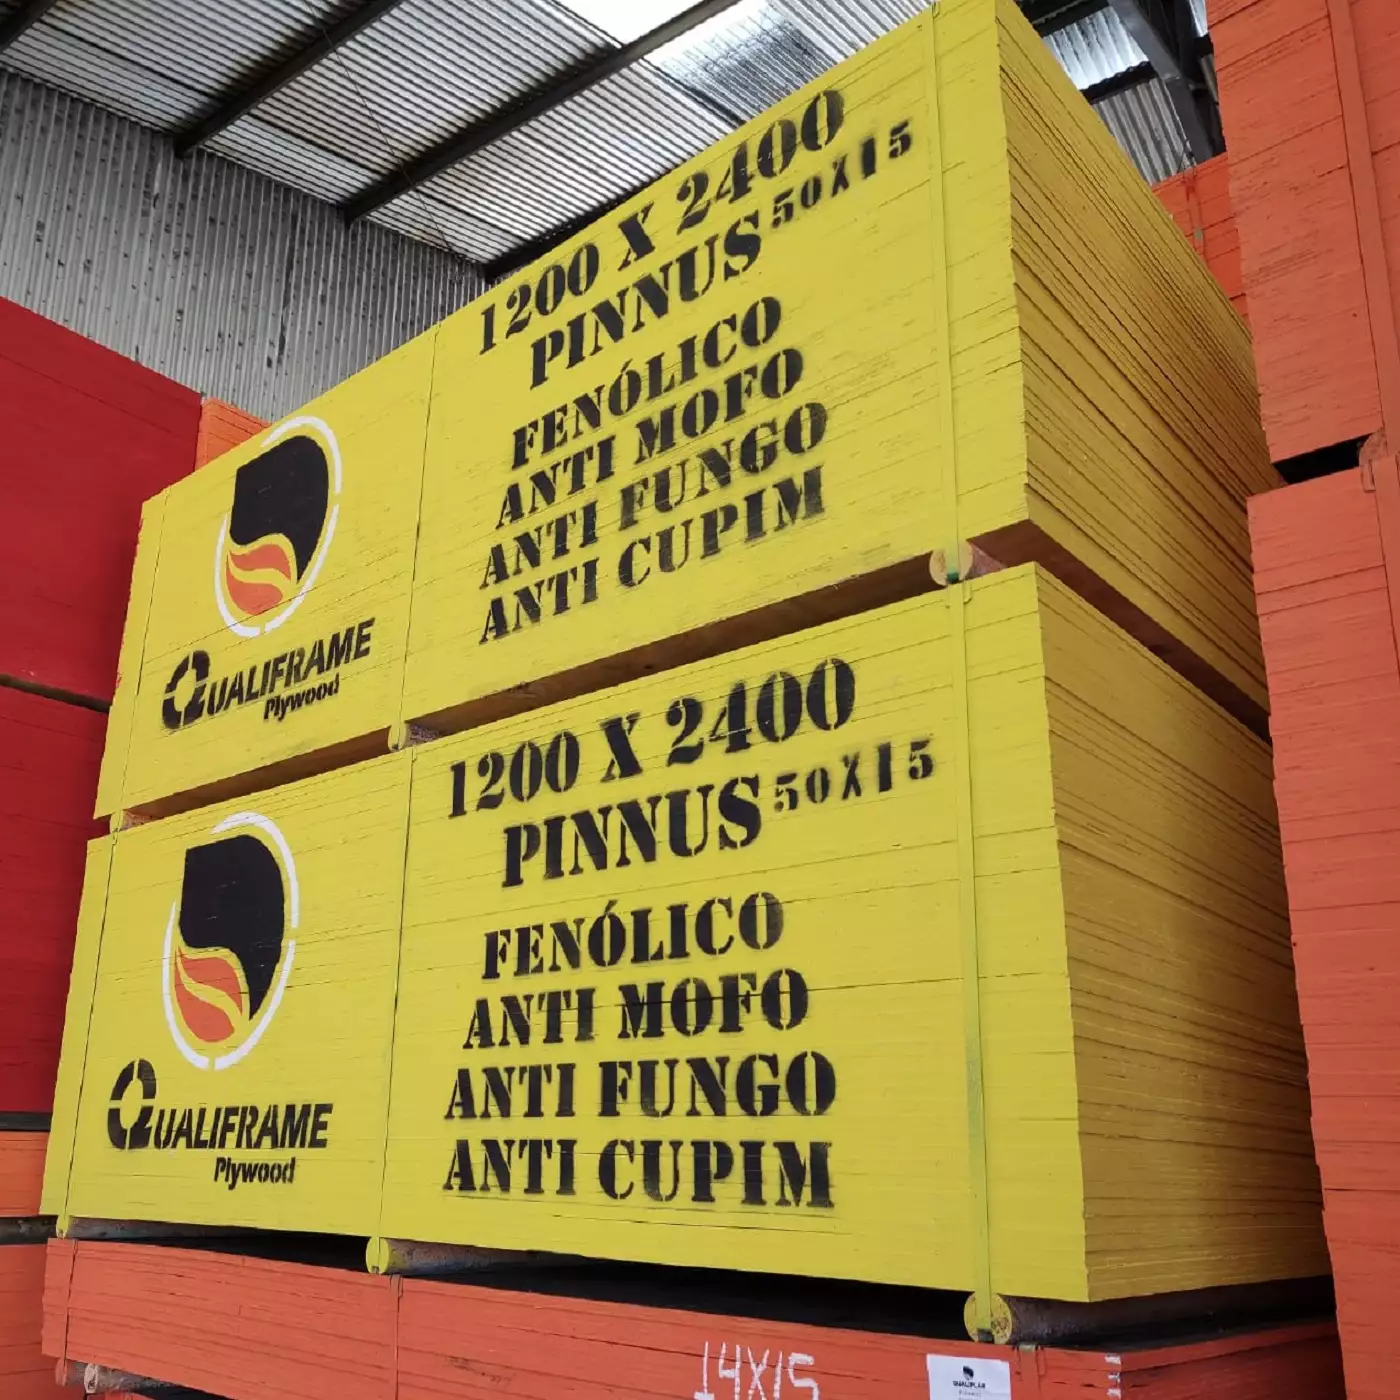 1200 X 2400
PINNUS 50X15
FENÓLICO
ANTI MOFO
ANTI FUNGO
ANTI CUPIM
QUALIFRAME
Plywood
1200 X 2400
PINNUS 50X15
FENÓLICO
ANTI MOFO
ANTI FUNGO
ANTI CUPIM
QUALIFRAME
Plywood
14X15